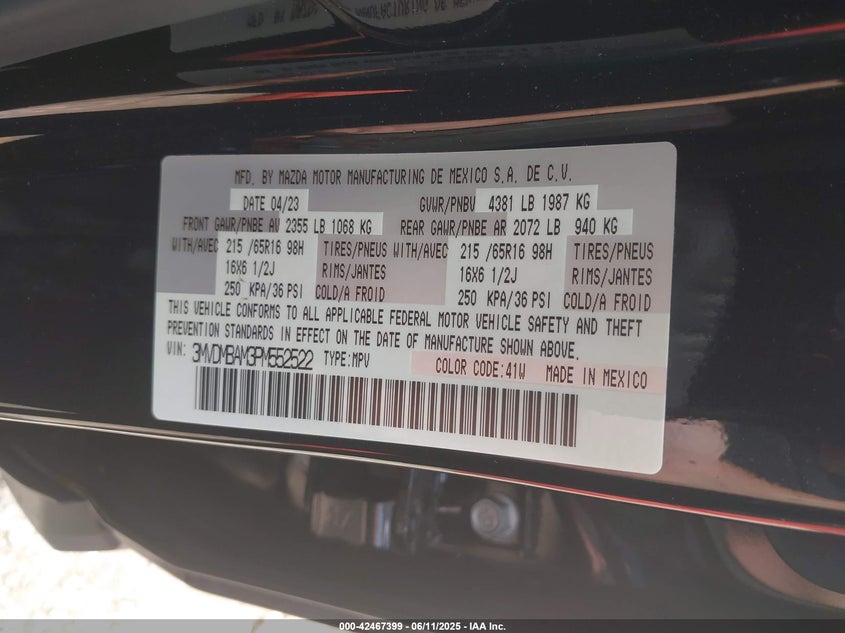 MFD. BY MAZDA MOTOR MANUFACTURING DE MEXICO S.A. DE C.V.
DATE 04/23 GVWR/PNBV 4381 LB 1987 KG
FRONT GAWR/PNBE AV 2355 LB 1068 KG REAR GAWR/PNBE AR 2072 LB 940 KG
WITH/AVEC 215 /65R16 98H TIRES/PNEUS WITH/AVEC 215 /65R16 98H TIRES/PNEUS
16X6 1/2J RIMS/JANTES 16X6 1/2J RIMS/JANTES
250 KPA/36 PSI COLD/A FROID 250 KPA/36 PSI COLD/A FROID
THIS VEHICLE CONFORMS TO ALL APPLICABLE FEDERAL MOTOR VEHICLE SAFETY AND THEFT
PREVENTION STANDARDS IN EFFECT ON THE DATE OF MANUFACTURE SHOWN ABOVE.
VIN: 3MVDMBAM3PM552522 TYPE:MPV COLOR CODE:41W MADE IN MEXICO
000-42467399 - 06/11/2025 - IAA Inc.